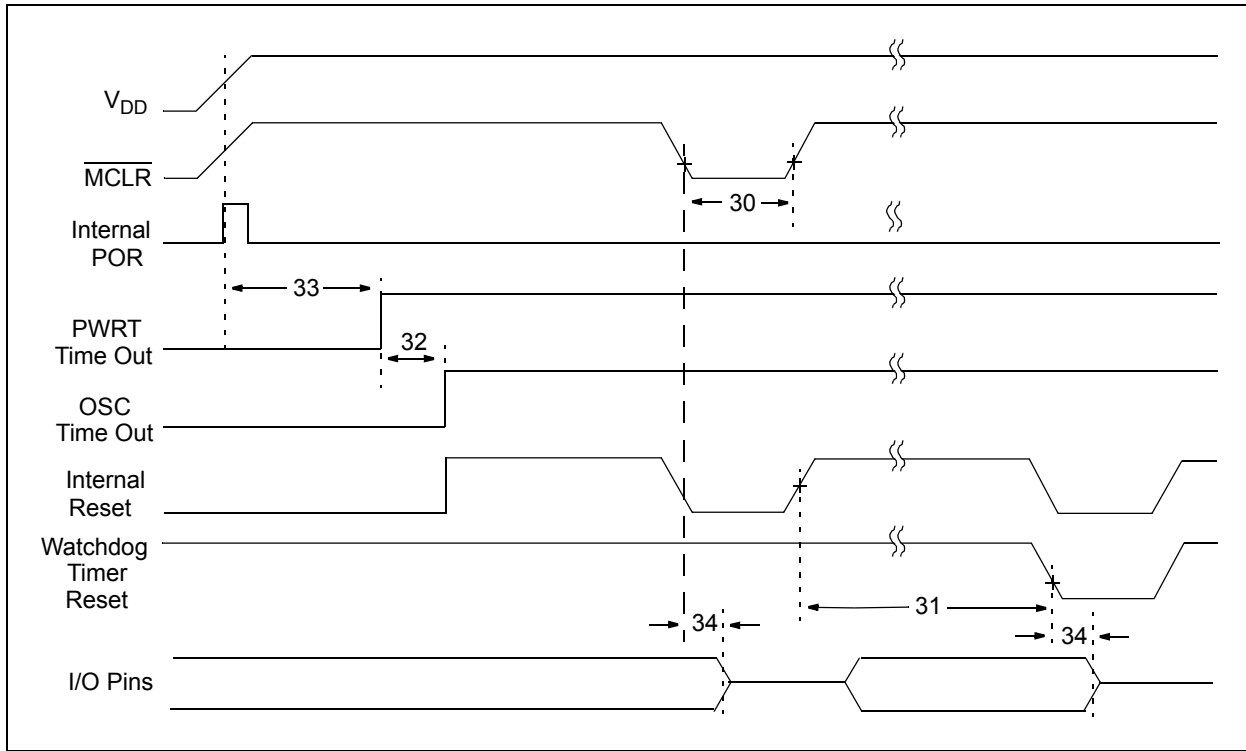 VDD
MCLR
30
Internal
POR
33
PWRT
Time Out
32
OSC
Time Out
Internal
Reset
Watchdog
Timer
Reset
31
34
34
I/O Pins